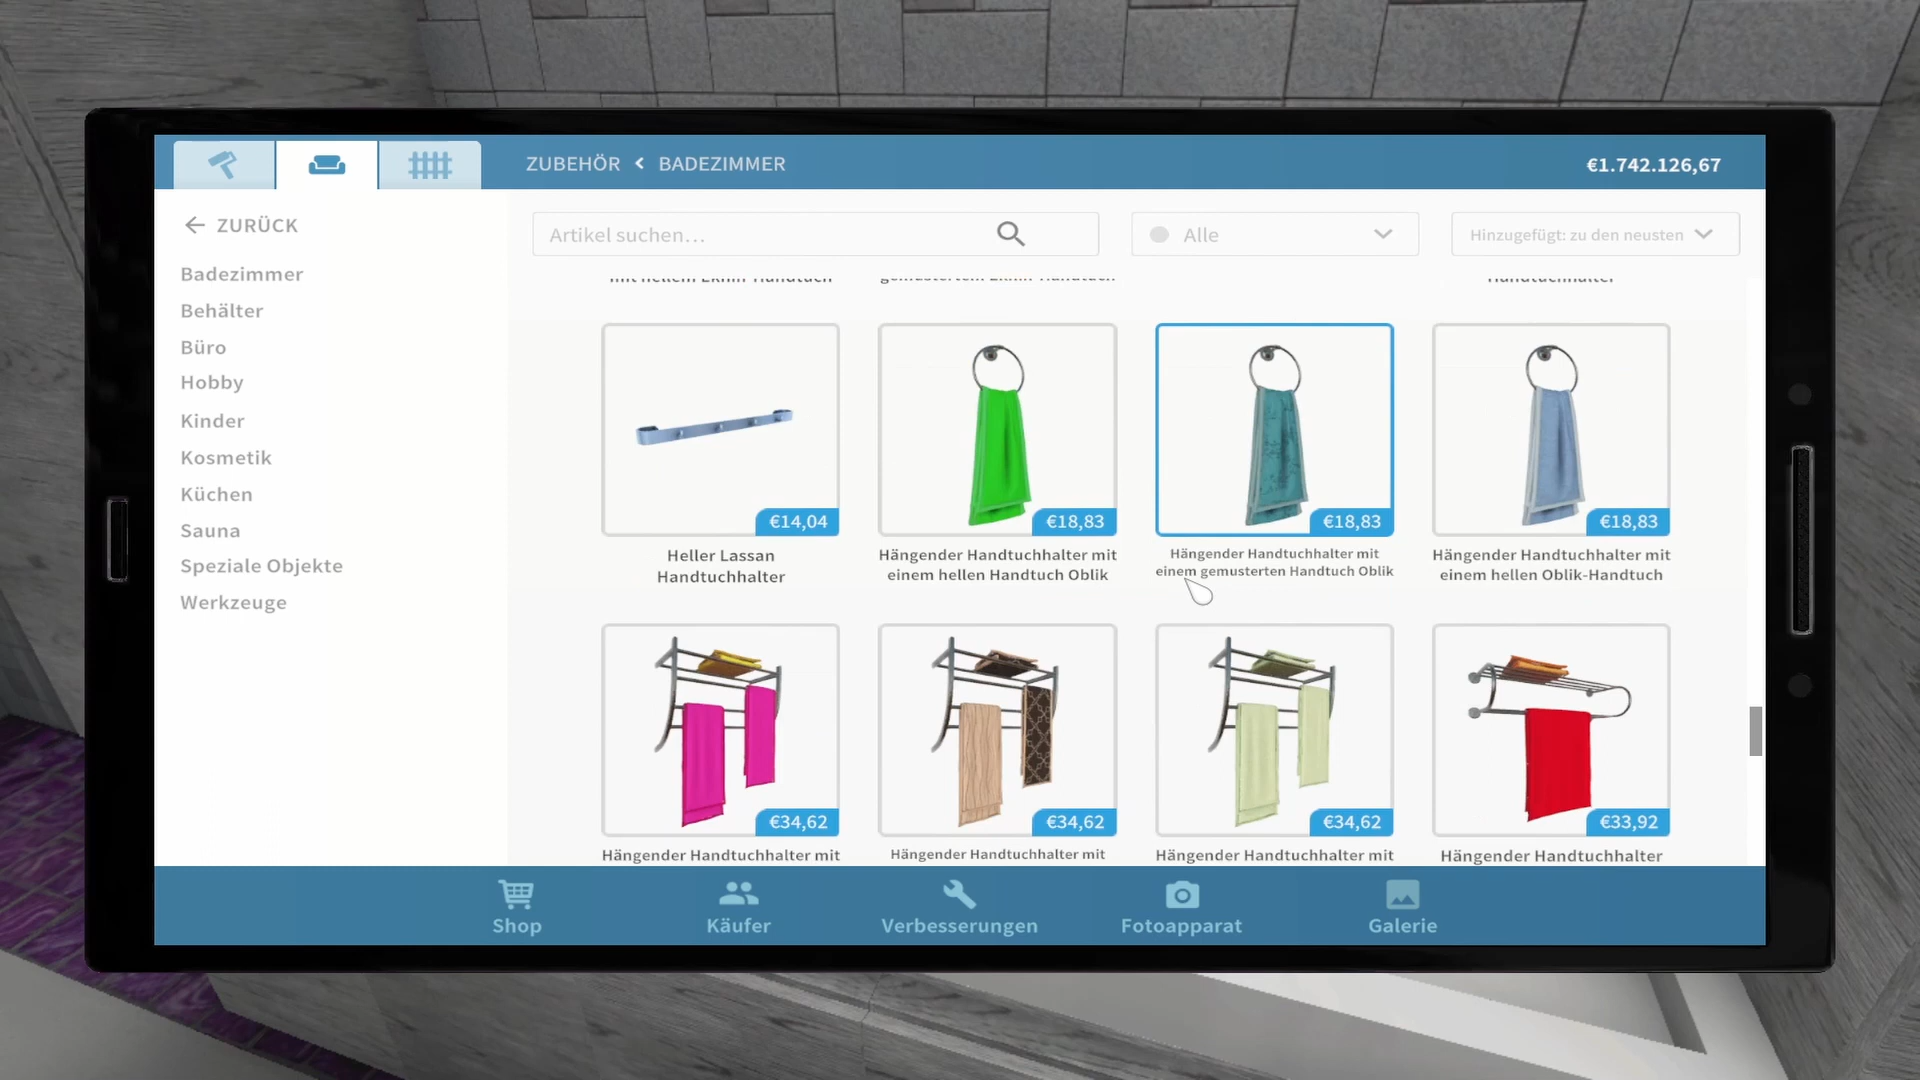 ZUBEHÖR < BADEZIMMER
€1.742.126,67
← ZURÜCK
Badezimmer
Behälter
Büro
Hobby
Kinder
Kosmetik
Küchen
Sauna
Speziale Objekte
Werkzeuge
Artikel suchen...
Alle
Hinzugefügt: zu den neusten
mit hellem Eknir Handtuch
€14,04
Heller Lassan
Handtuchhalter
€18,83
Hängender Handtuchhalter mit
einem hellen Handtuch Oblik
€18,83
Hängender Handtuchhalter mit
einem gemusterten Handtuch Oblik
€18,83
Hängender Handtuchhalter mit
einem hellen Oblik-Handtuch
€34,62
Hängender Handtuchhalter mit
€34,62
Hängender Handtuchhalter mit
€34,62
Hängender Handtuchhalter mit
€33,92
Hängender Handtuchhalter
Shop
Käufer
Verbesserungen
Fotoapparat
Galerie